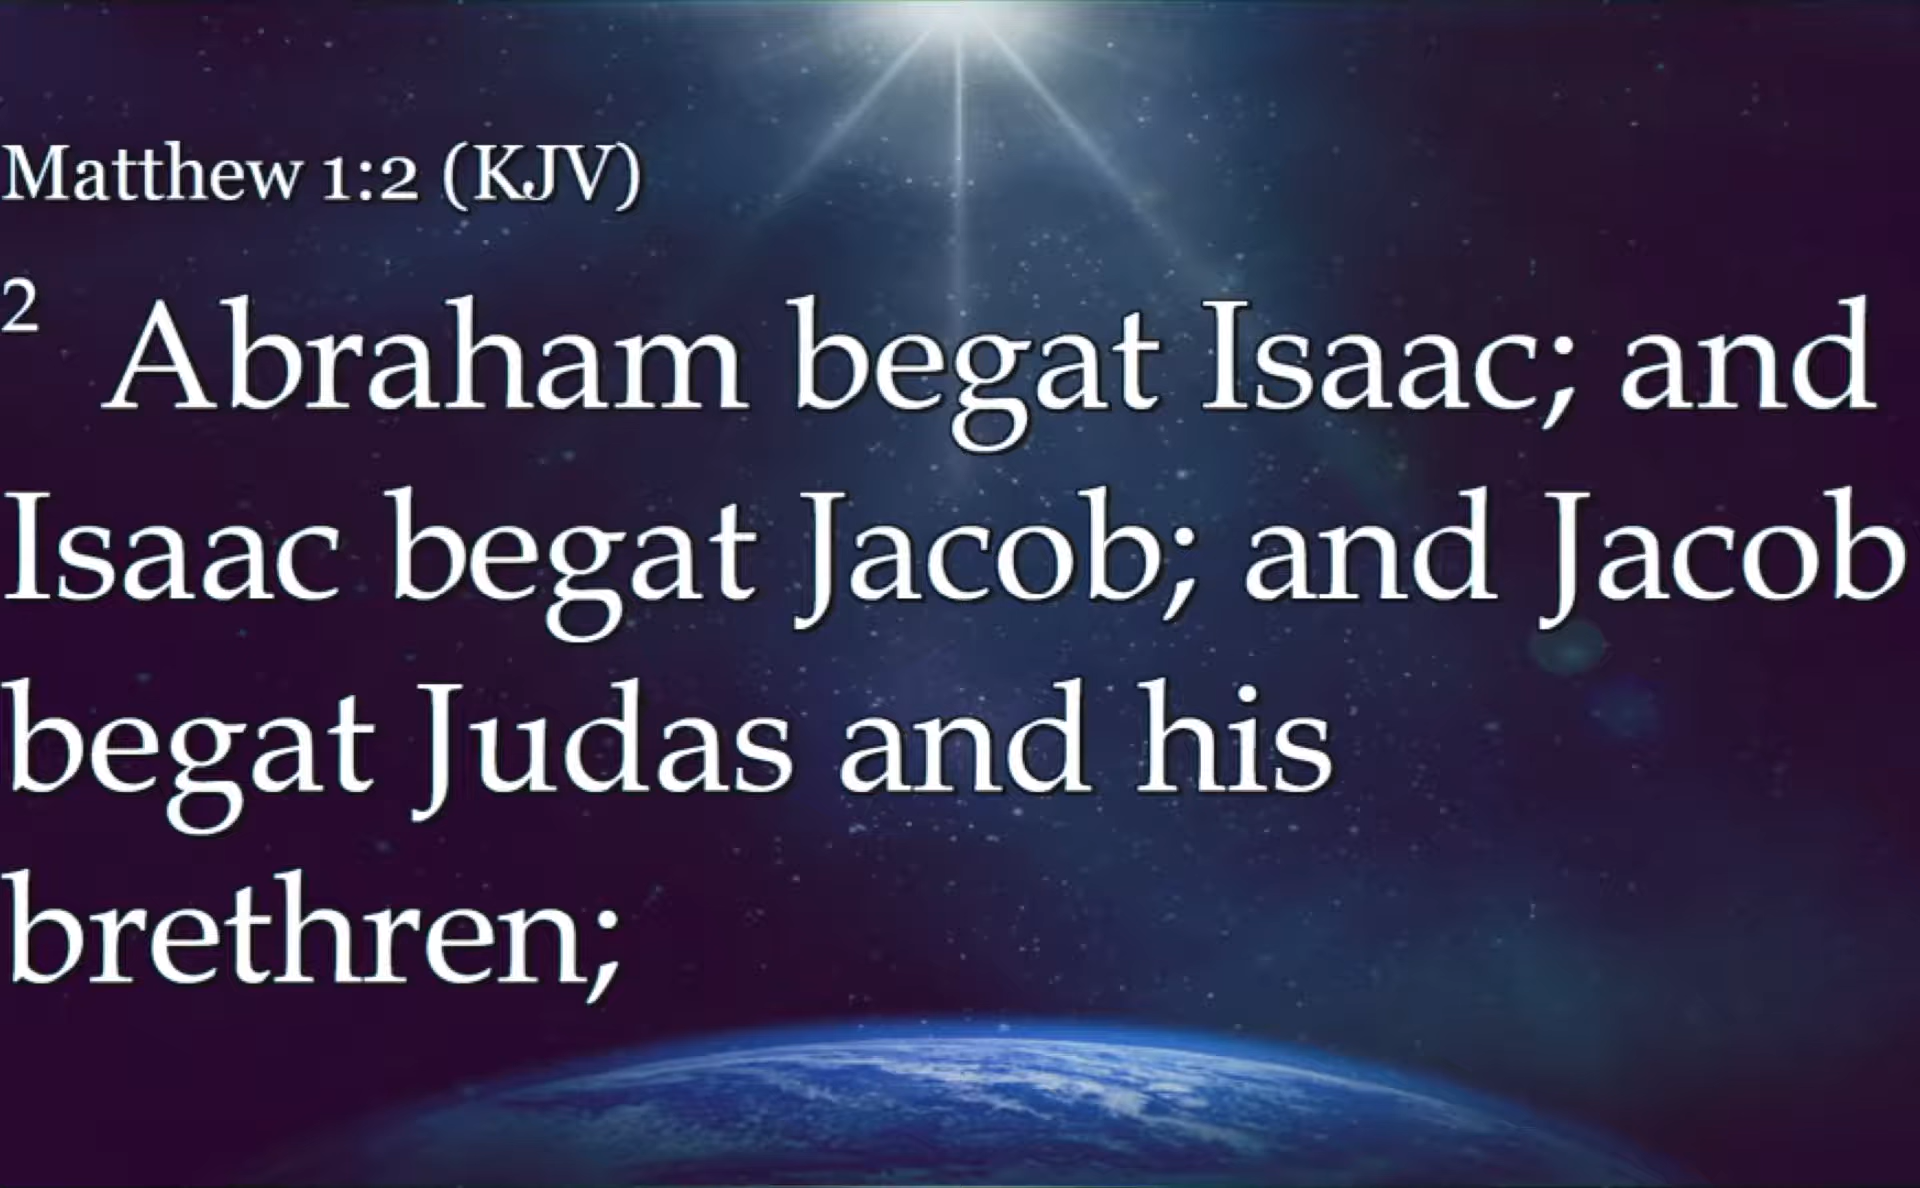 Matthew 1:2 (KJV)
2 Abraham begat Isaac; and
Isaac begat Jacob; and Jacob
begat Judas and his
brethren;